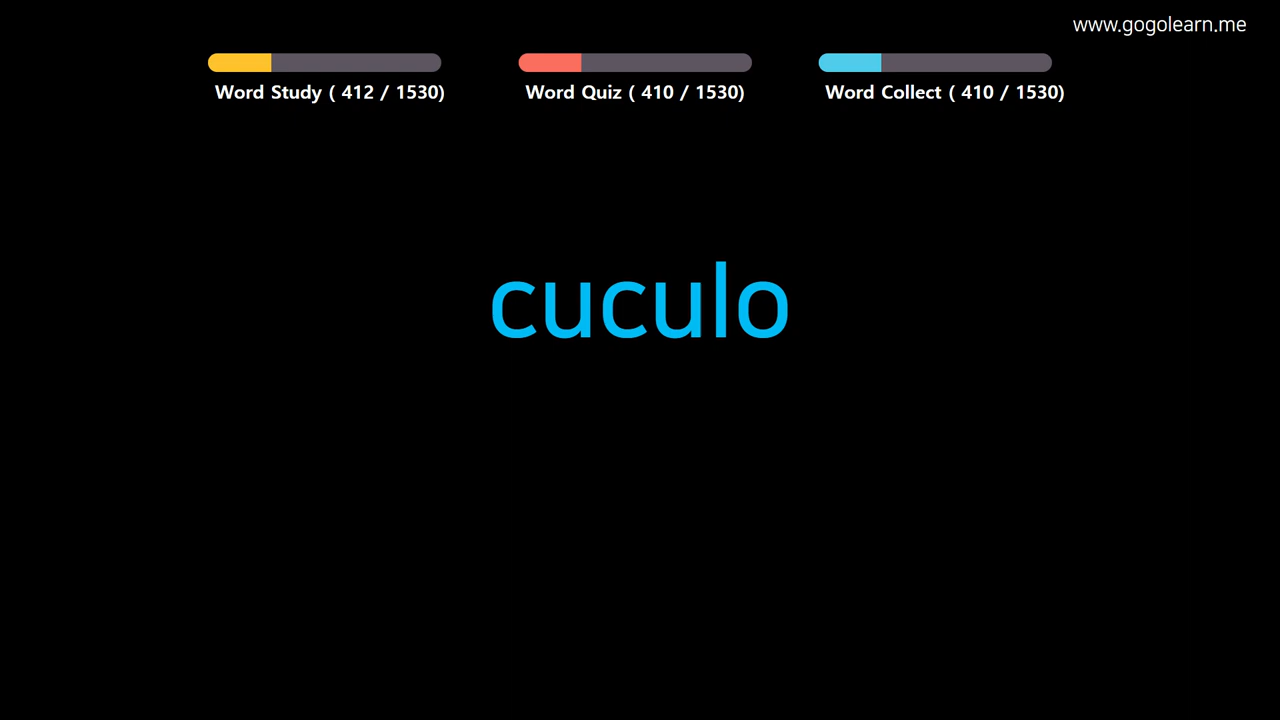 www.gogolearn.me
Word Study ( 412 / 1530)
Word Quiz ( 410 / 1530)
Word Collect ( 410 / 1530)
cuculo